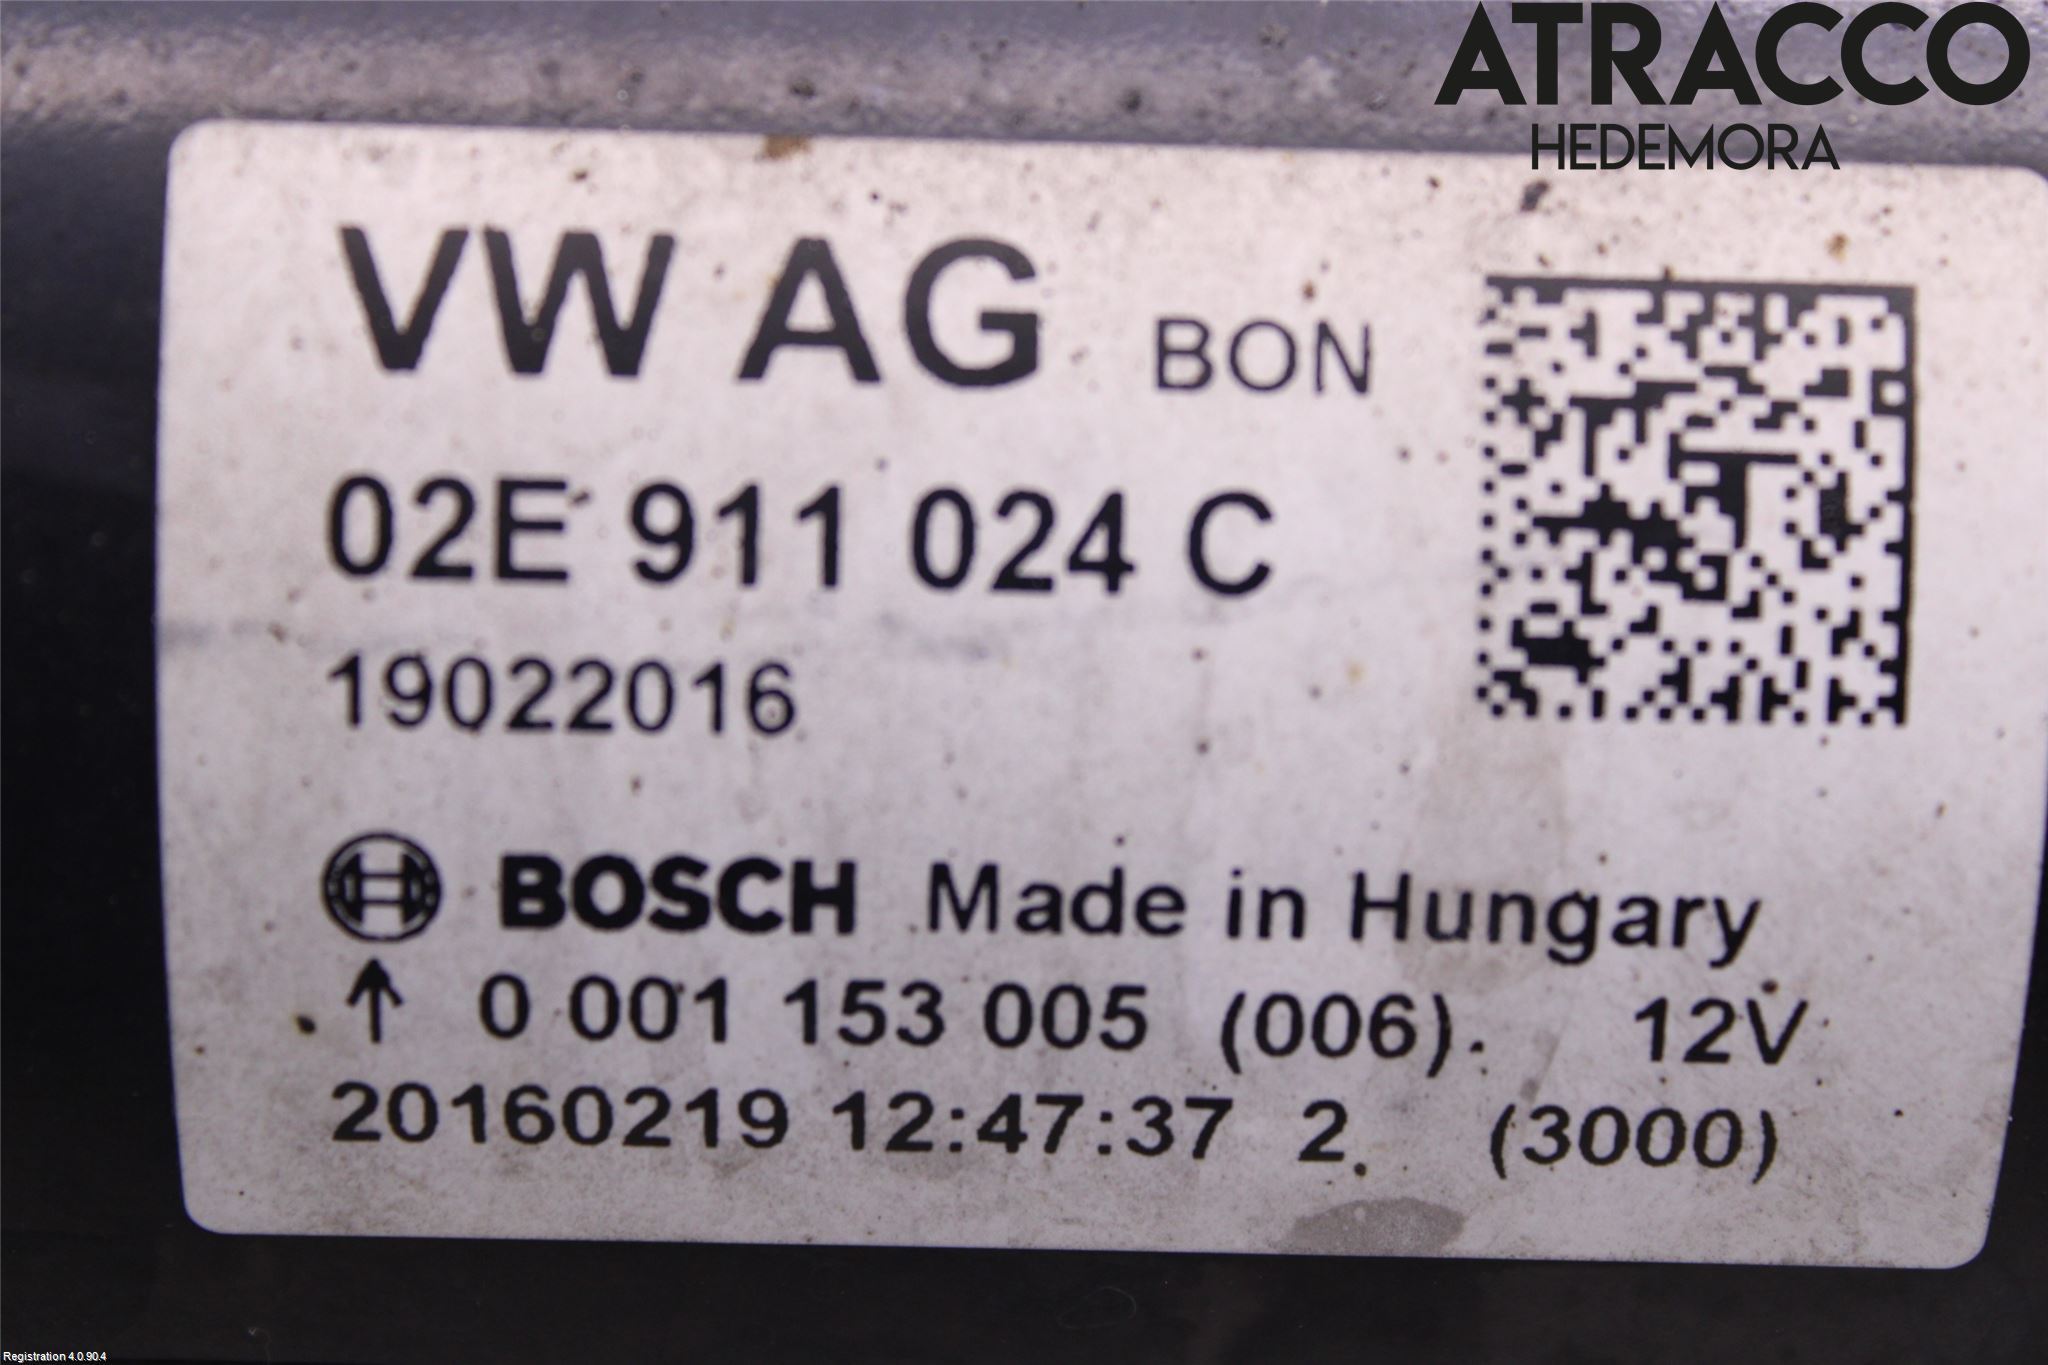 ATRACCO
HEDEMORA
VW AG BON
02E 911 024 C
19022016
BOSCH Made in Hungary
↑ 0 001 153 005 (006). 12V
20160219 12:47:37 2. (3000)
Registration 4.0.90.4